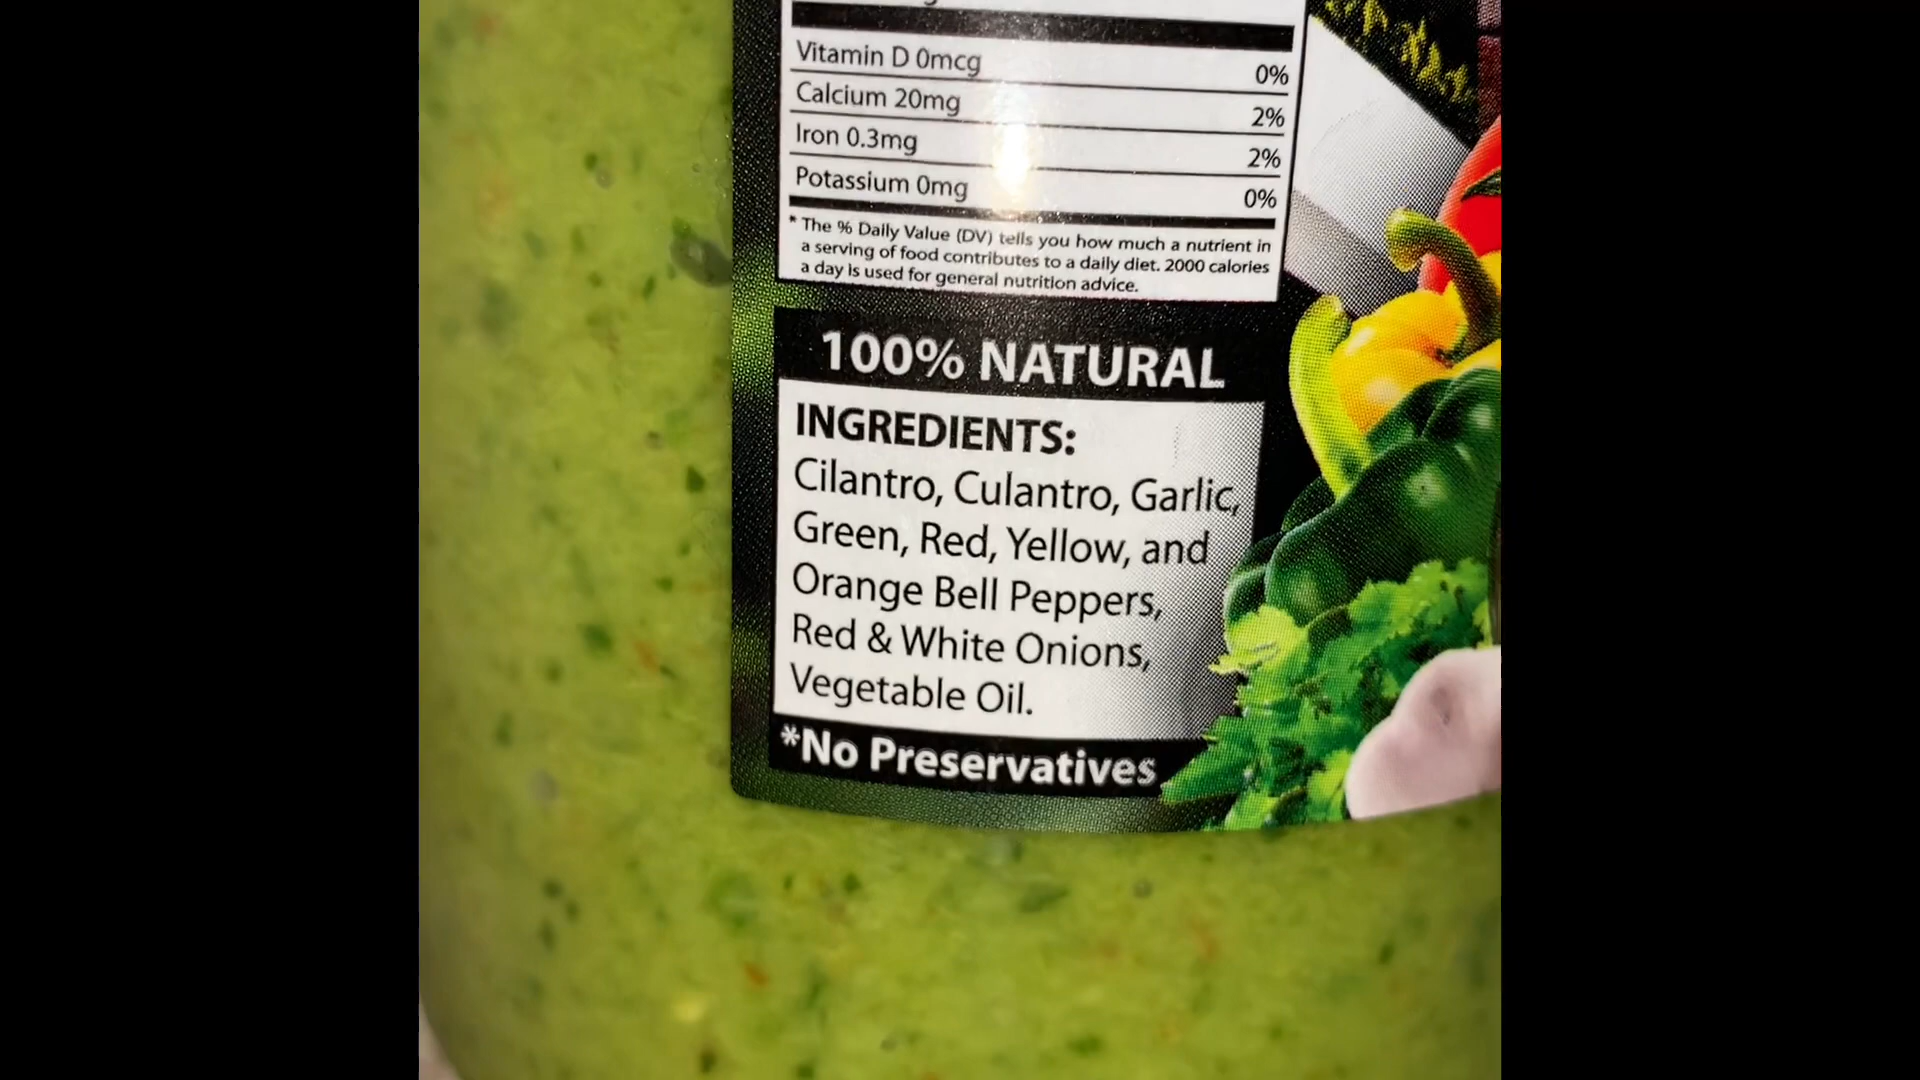 Vitamin D 0mcg 0%
Calcium 20mg 2%
Iron 0.3mg 2%
Potassium 0mg 0%
* The % Daily Value (DV) tells you how much a nutrient in
a serving of food contributes to a daily diet. 2000 calories
a day is used for general nutrition advice.
100% NATURAL
INGREDIENTS:
Cilantro, Culantro, Garlic,
Green, Red, Yellow, and
Orange Bell Peppers,
Red & White Onions,
Vegetable Oil.
*No Preservatives